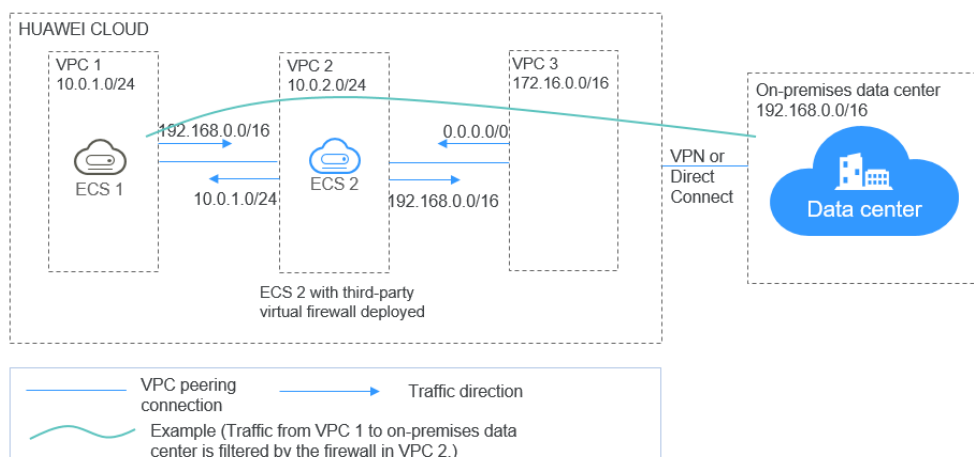 HUAWEI CLOUD
VPC 1
10.0.1.0/24
VPC 2
10.0.2.0/24
VPC 3
172.16.0.0/16
On-premises data center
192.168.0.0/16
192.168.0.0/16
0.0.0.0/0
ECS 1
ECS 2
10.0.1.0/24
192.168.0.0/16
VPN or
Direct
Connect
Data center
ECS 2 with third-party
virtual firewall deployed
VPC peering
connection
Traffic direction
Example (Traffic from VPC 1 to on-premises data
center is filtered by the firewall in VPC 2.)